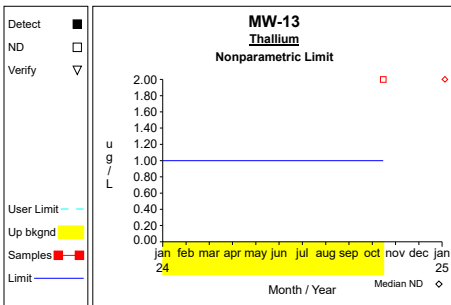 Detect
ND
Verify
User Limit
Up bkgnd
Samples
Limit
MW-13
Thallium
Nonparametric Limit
ug/L
2.00
1.80
1.60
1.40
1.20
1.00
0.80
0.60
0.40
0.20
0.00
jan feb mar apr may jun jul aug sep oct nov dec jan
24 25
Month / Year
Median ND